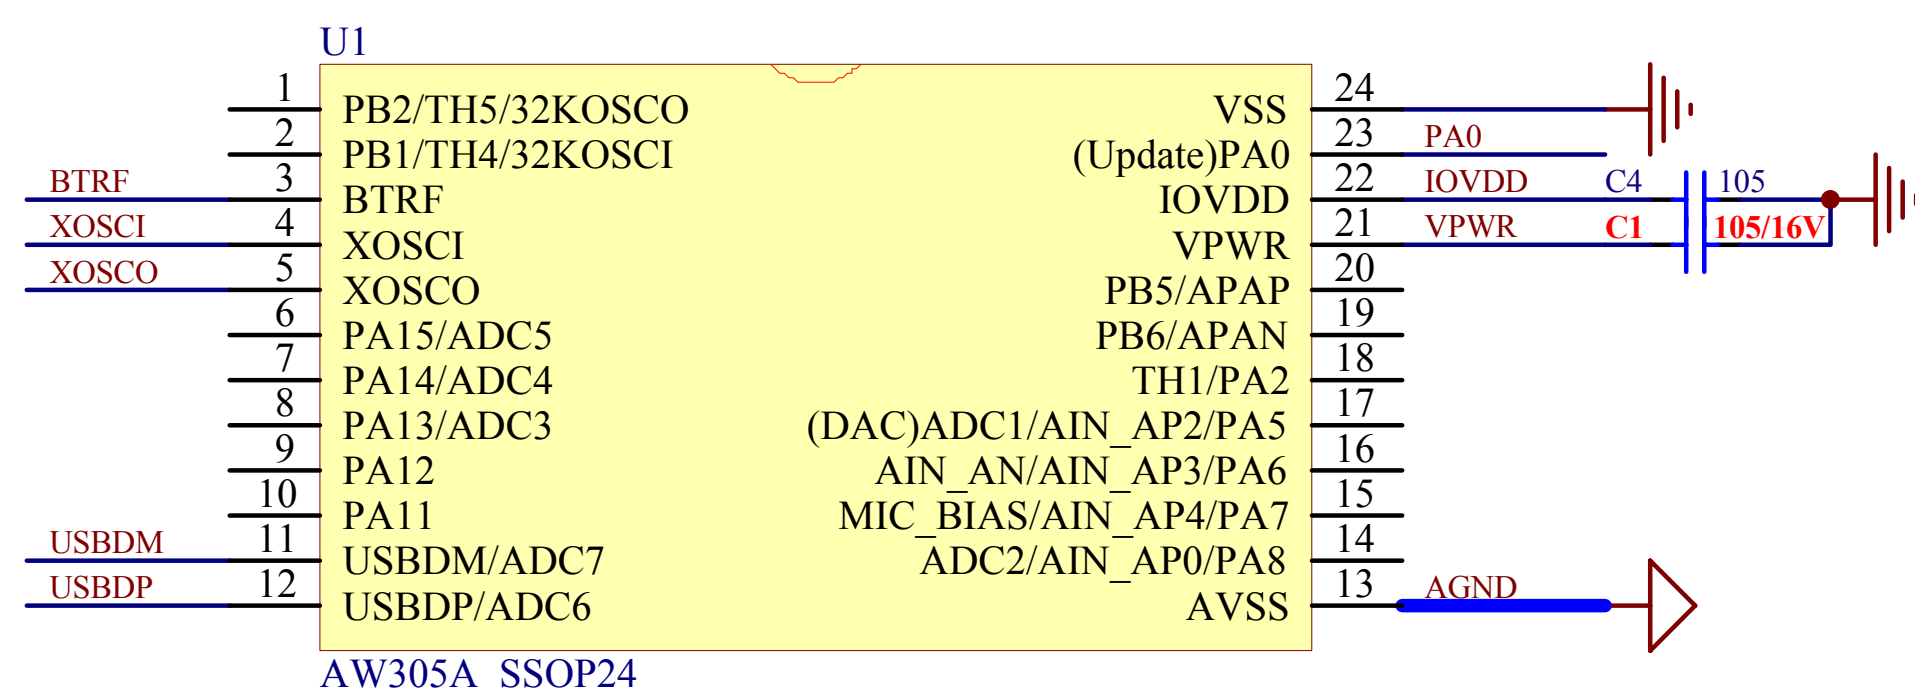 U1
1 PB2/TH5/32KOSCO VSS 24
2 PB1/TH4/32KOSCI (Update)PA0 23 PA0
BTRF 3 BTRF IOVDD 22 IOVDD C4 105
XOSCI 4 XOSCI VPWR 21 VPWR C1 105/16V
XOSCO 5 XOSCO PB5/APAP 20
6 PA15/ADC5 PB6/APAN 19
7 PA14/ADC4 TH1/PA2 18
8 PA13/ADC3 (DAC)ADC1/AIN_AP2/PA5 17
9 PA12 AIN_AN/AIN_AP3/PA6 16
10 PA11 MIC_BIAS/AIN_AP4/PA7 15
USBDM 11 USBDM/ADC7 ADC2/AIN_AP0/PA8 14
USBDP 12 USBDP/ADC6 AVSS 13 AGND
AW305A SSOP24